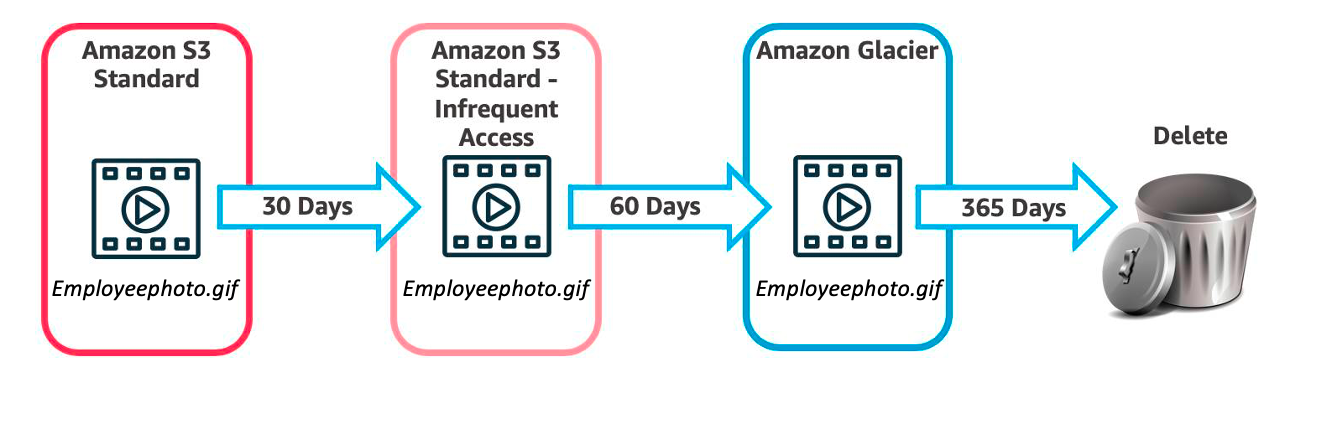 Amazon S3
Standard
Amazon S3
Standard -
Infrequent
Access
Amazon Glacier
Delete
30 Days
60 Days
365 Days
Employeephoto.gif
Employeephoto.gif
Employeephoto.gif